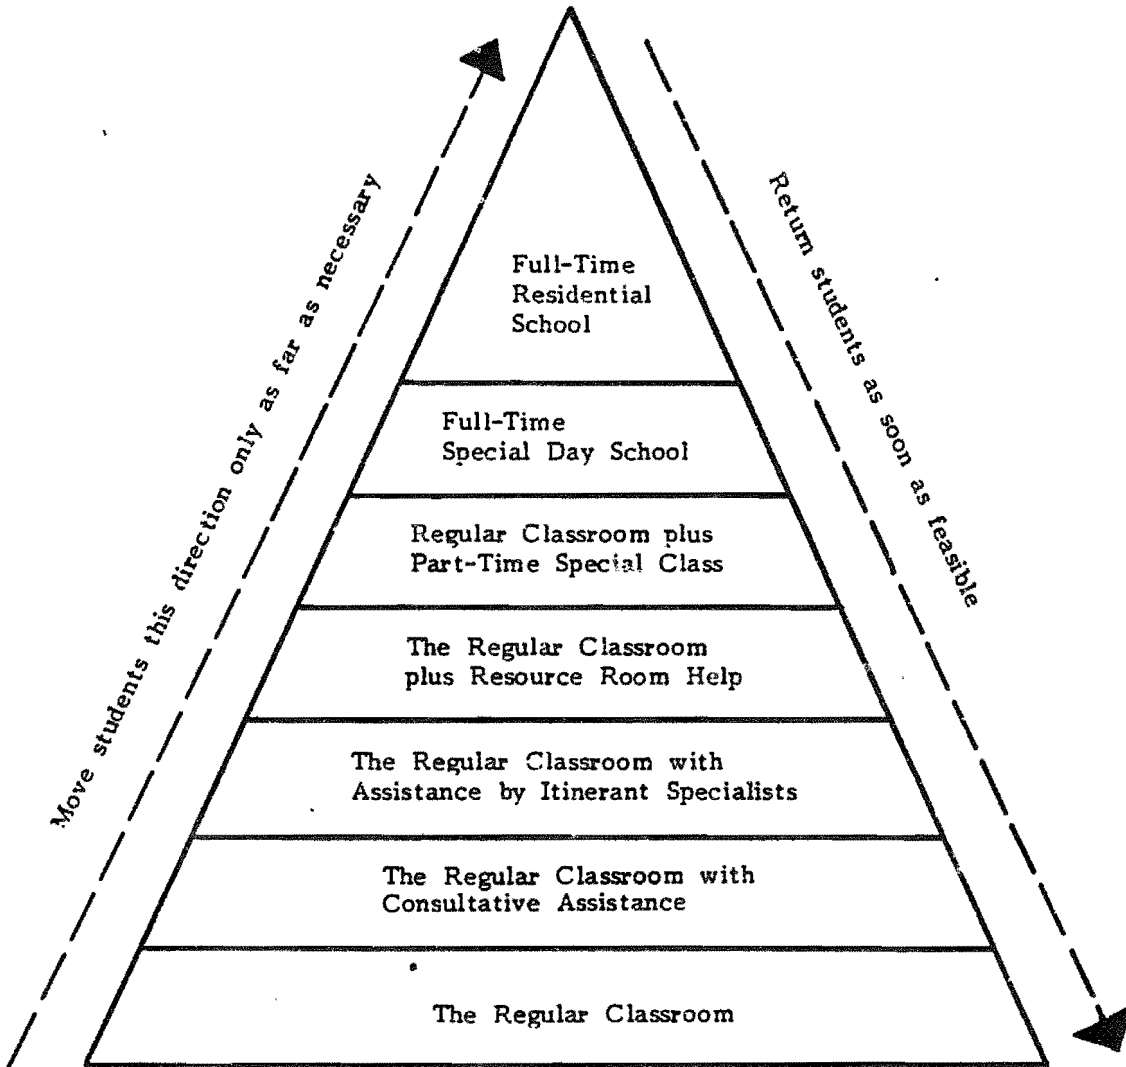 Move students this direction only as far as necessary
Return students as soon as feasible
Full-Time
Residential
School
Full-Time
Special Day School
Regular Classroom plus
Part-Time Special Class
The Regular Classroom
plus Resource Room Help
The Regular Classroom with
Assistance by Itinerant Specialists
The Regular Classroom with
Consultative Assistance
The Regular Classroom